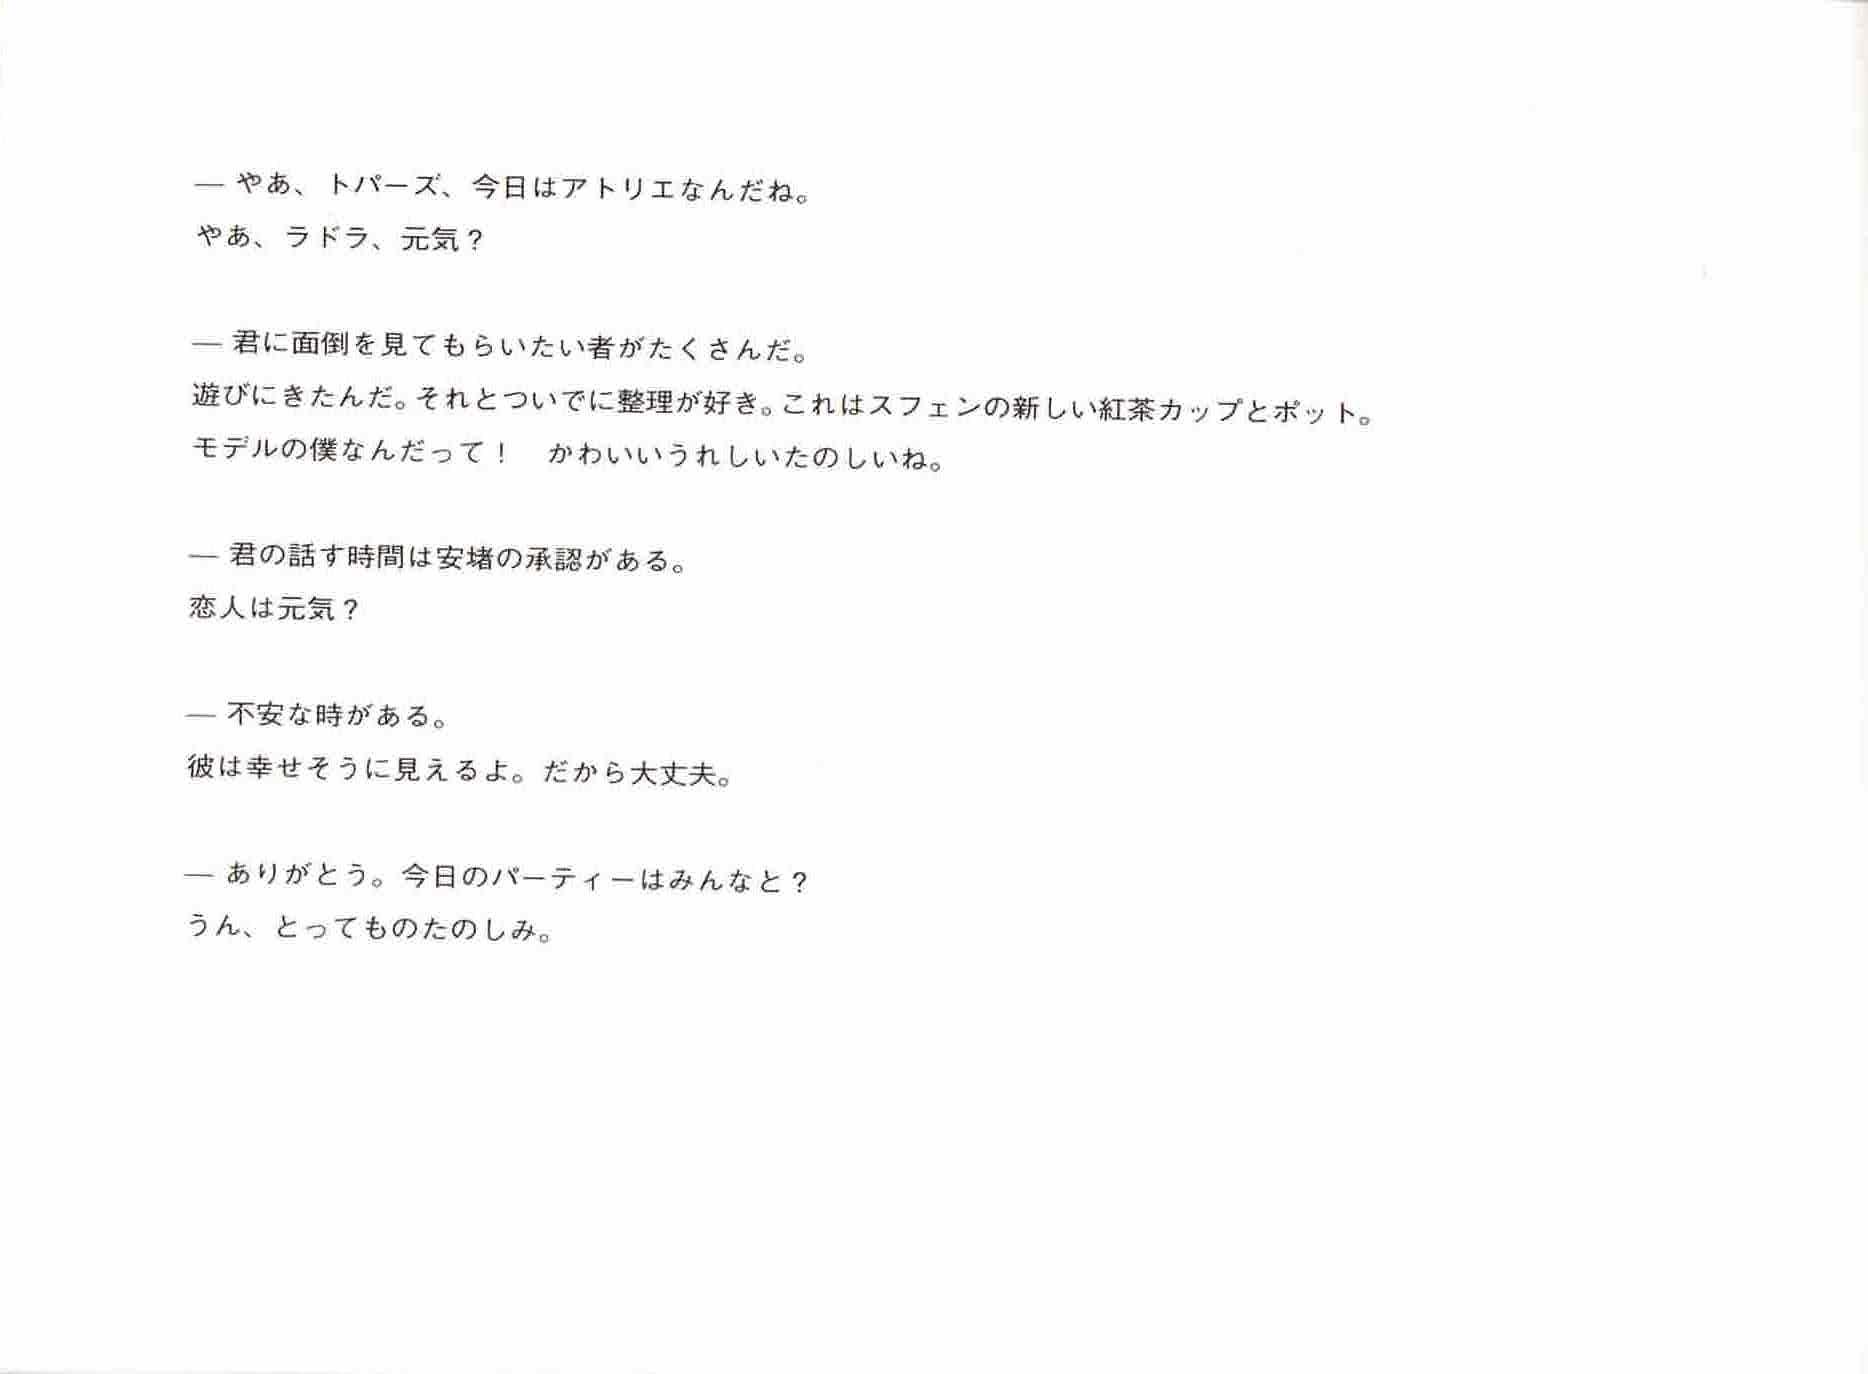 — やあ、トパーズ、今日はアトリエなんだね。
やあ、ラドラ、元気？
— 君に面倒を見てもらいたい者がたくさんだ。
遊びにきたんだ。それとついでに整理が好き。これはスフェンの新しい紅茶カップとポット。
モデルの僕なんだって！　かわいいうれしいたのしいね。
— 君の話す時間は安堵の承認がある。
恋人は元気？
— 不安な時がある。
彼は幸せそうに見えるよ。だから大丈夫。
— ありがとう。今日のパーティーはみんなと？
うん、とってものたのしみ。